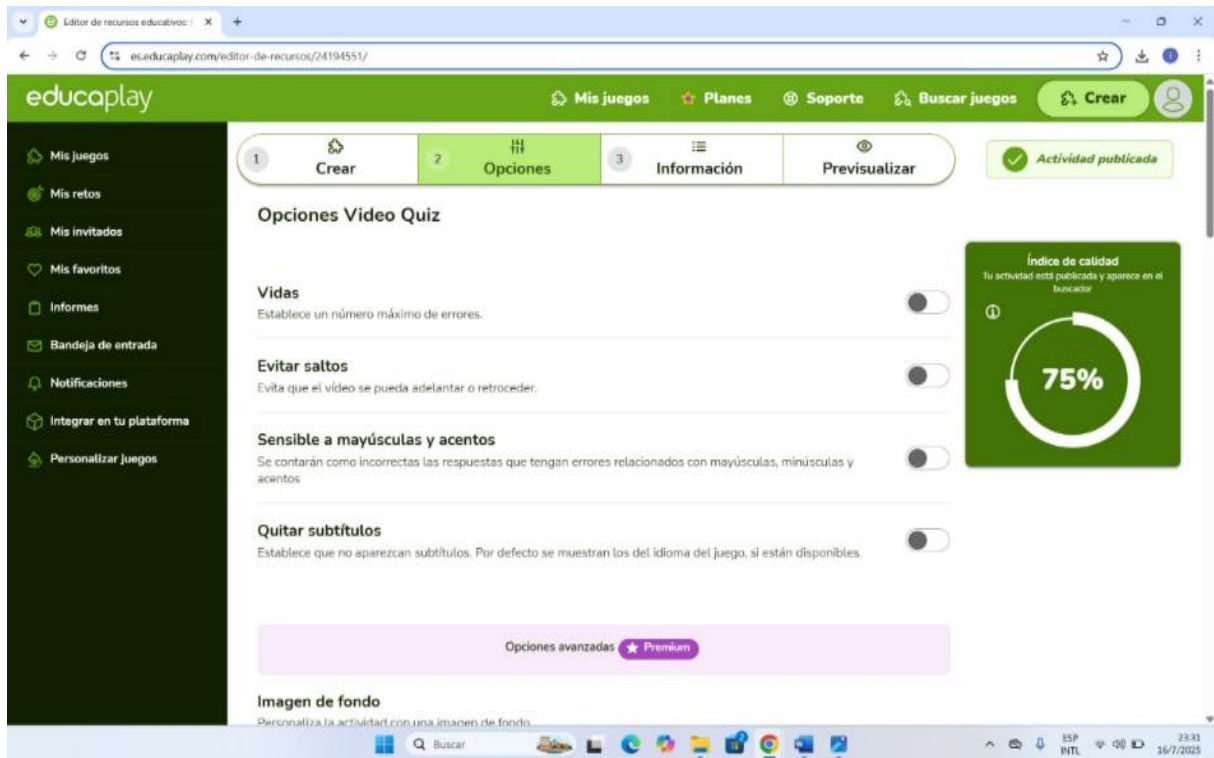 Editor de recursos educativos:
es.educaplay.com/editor-de-recursos/24194551/
educaplay
Mis juegos
Planes
Soporte
Buscar juegos
Crear
Mis juegos
Mis retos
Mis invitados
Mis favoritos
Informes
Bandeja de entrada
Notificaciones
Integrar en tu plataforma
Personalizar juegos
1
Crear
2
Opciones
3
Información
Previsualizar
Actividad publicada
Opciones Video Quiz
Vidas
Establece un número máximo de errores.
Evitar saltos
Evita que el vídeo se pueda adelantar o retroceder.
Sensible a mayúsculas y acentos
Se contarán como incorrectas las respuestas que tengan errores relacionados con mayúsculas, minúsculas y
acentos
Quitar subtítulos
Establece que no aparezcan subtítulos. Por defecto se muestran los del idioma del juego, si están disponibles.
Índice de calidad
Tu actividad está publicada y aparece en el
buscador
75%
Opciones avanzadas Premium
Imagen de fondo
Personaliza la actividad con una imagen de fondo
Buscar
ESP
INTL
23:31
16/7/2025